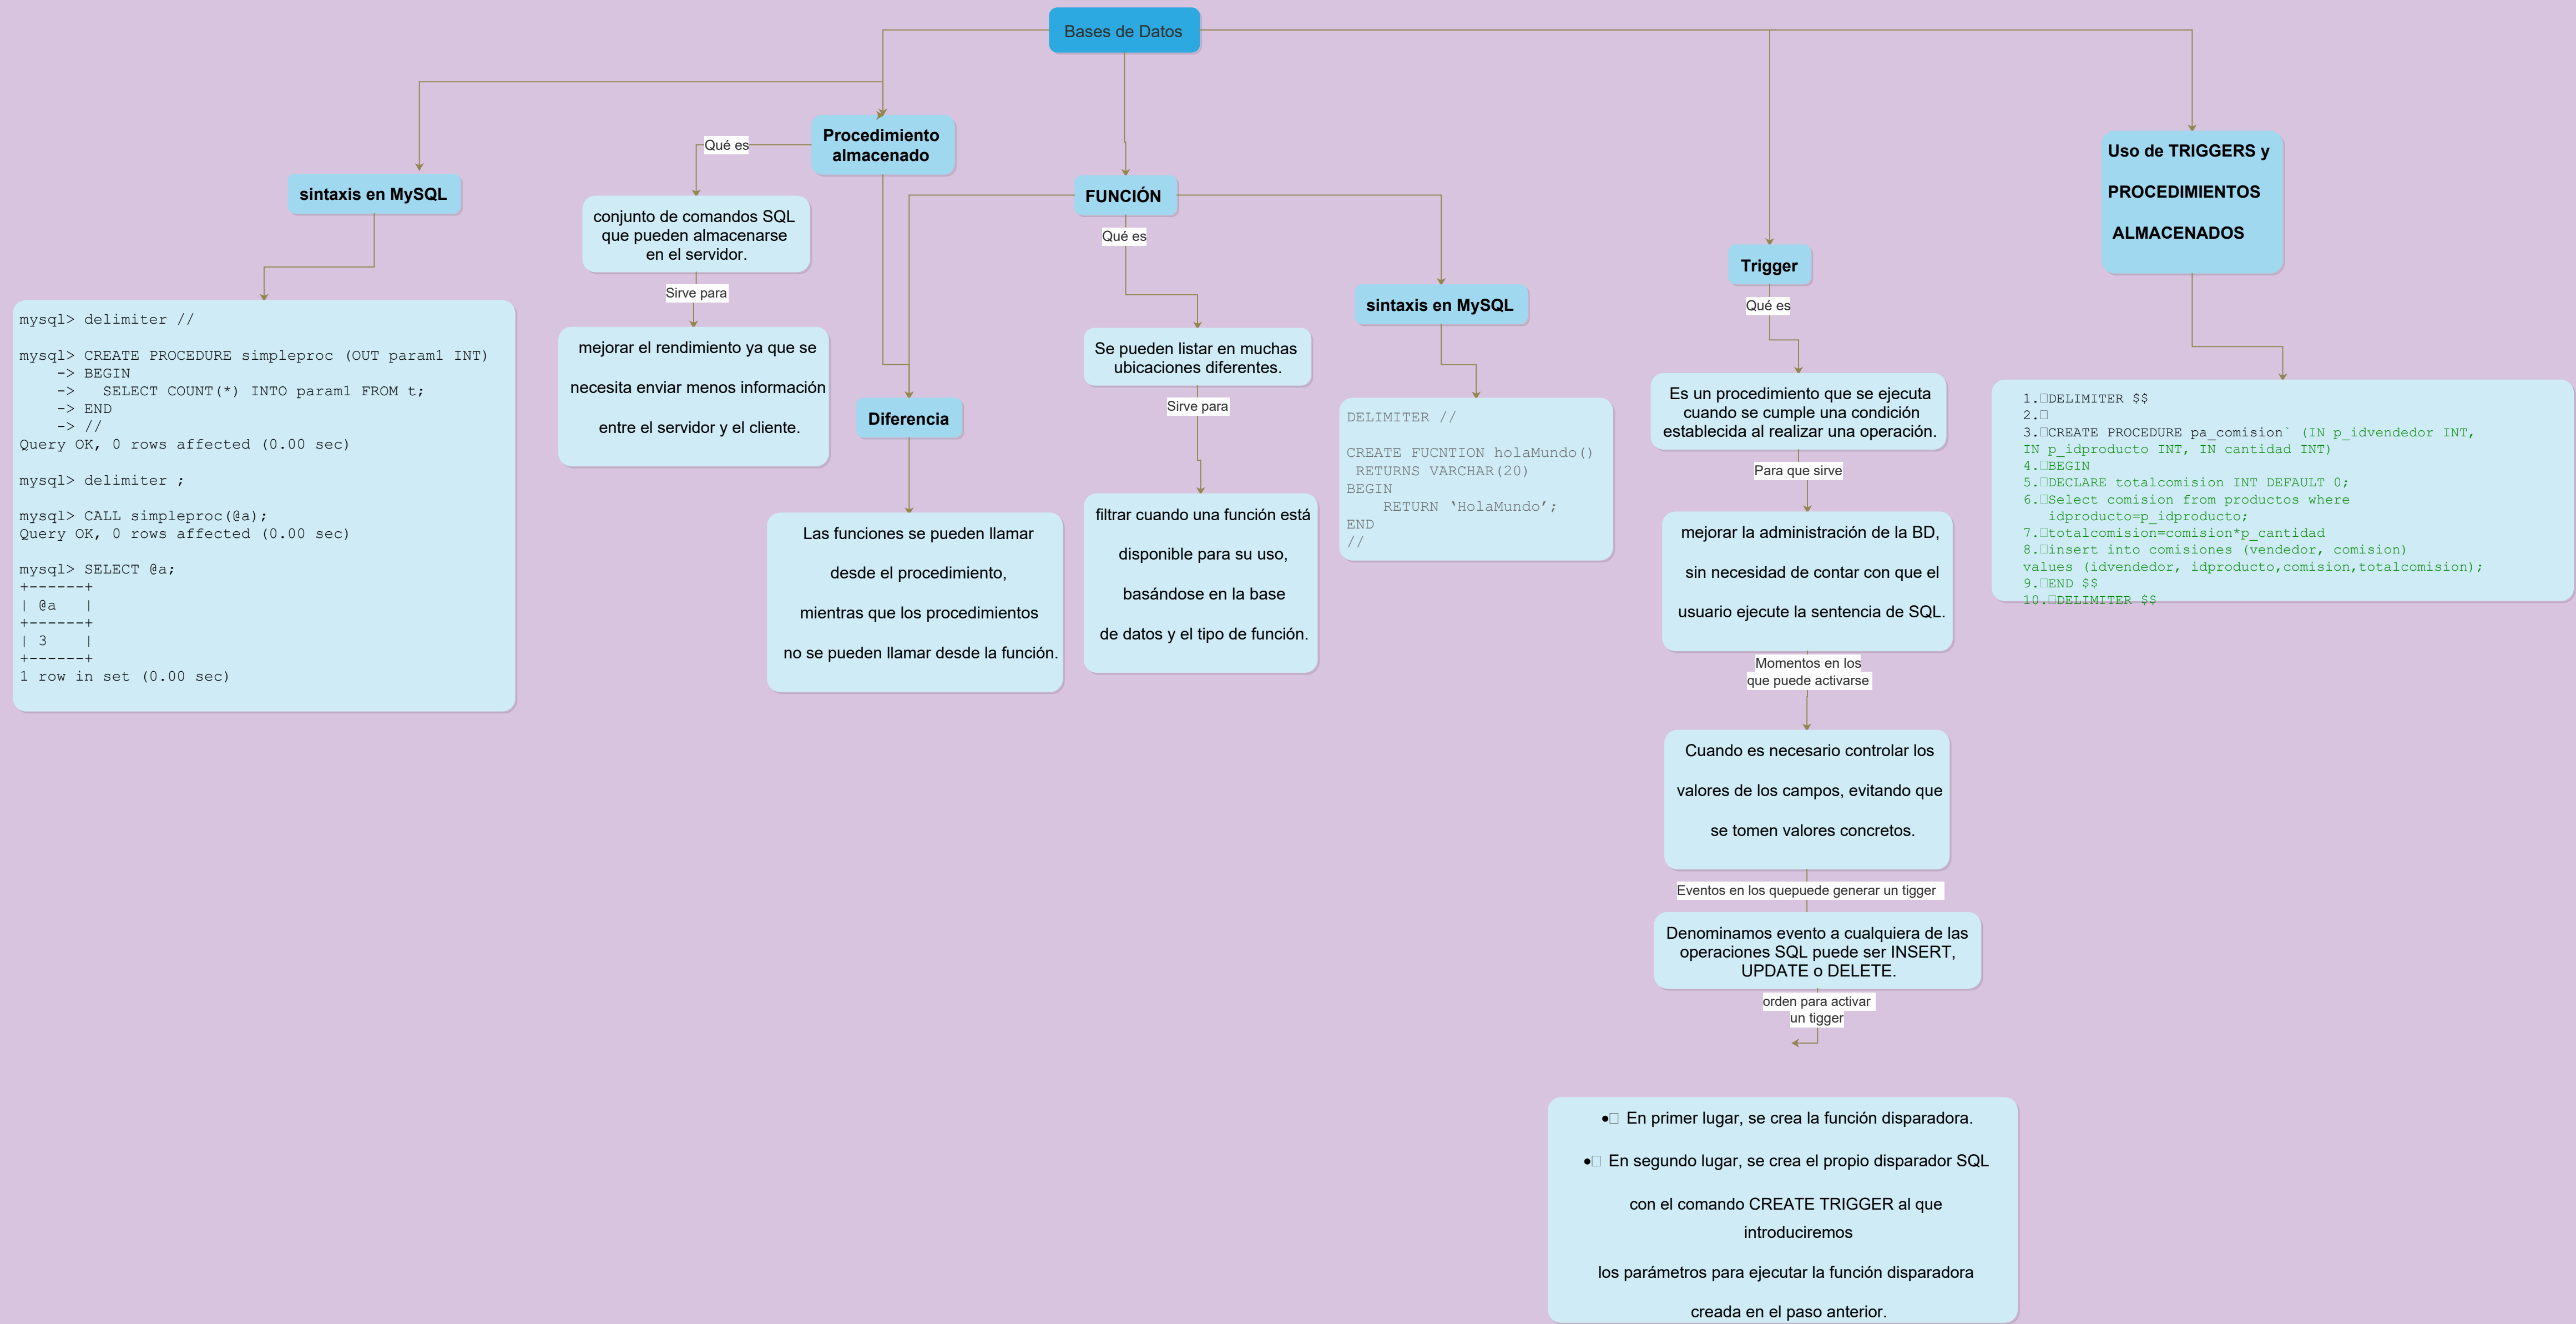 Bases de Datos
sintaxis en MySQL
mysql> delimiter //
mysql> CREATE PROCEDURE simpleproc (OUT param1 INT)
-> BEGIN
-> SELECT COUNT(*) INTO param1 FROM t;
-> END
-> //
Query OK, 0 rows affected (0.00 sec)
mysql> delimiter ;
mysql> CALL simpleproc(@a);
Query OK, 0 rows affected (0.00 sec)
mysql> SELECT @a;
+------+
| @a   |
+------+
| 3    |
+------+
1 row in set (0.00 sec)
Procedimiento
almacenado
Qué es
conjunto de comandos SQL
que pueden almacenarse
en el servidor.
Sirve para
mejorar el rendimiento ya que se
necesita enviar menos información
entre el servidor y el cliente.
Diferencia
Las funciones se pueden llamar
desde el procedimiento,
mientras que los procedimientos
no se pueden llamar desde la función.
FUNCIÓN
Qué es
Se pueden listar en muchas
ubicaciones diferentes.
Sirve para
filtrar cuando una función está
disponible para su uso,
basándose en la base
de datos y el tipo de función.
sintaxis en MySQL
DELIMITER //
CREATE FUCNTION holaMundo()
RETURNS VARCHAR(20)
BEGIN
RETURN ‘HolaMundo’;
END
//
Trigger
Qué es
Es un procedimiento que se ejecuta
cuando se cumple una condición
establecida al realizar una operación.
Para que sirve
mejorar la administración de la BD,
sin necesidad de contar con que el
usuario ejecute la sentencia de SQL.
Momentos en los
que puede activarse
Cuando es necesario controlar los
valores de los campos, evitando que
se tomen valores concretos.
Eventos en los quepuede generar un tigger
Denominamos evento a cualquiera de las
operaciones SQL puede ser INSERT,
UPDATE o DELETE.
orden para activar
un tigger
●□ En primer lugar, se crea la función disparadora.
●□ En segundo lugar, se crea el propio disparador SQL
con el comando CREATE TRIGGER al que
introduciremos
los parámetros para ejecutar la función disparadora
creada en el paso anterior.
Uso de TRIGGERS y
PROCEDIMIENTOS
ALMACENADOS
1.□DELIMITER $$
2.□
3.□CREATE PROCEDURE pa_comision` (IN p_idvendedor INT,
IN p_idproducto INT, IN cantidad INT)
4.□BEGIN
5.□DECLARE totalcomision INT DEFAULT 0;
6.□Select comision from productos where
idproducto=p_idproducto;
7.□totalcomision=comision*p_cantidad
8.□insert into comisiones (vendedor, comision)
values (idvendedor, idproducto,comision,totalcomision);
9.□END $$
10.□DELIMITER $$